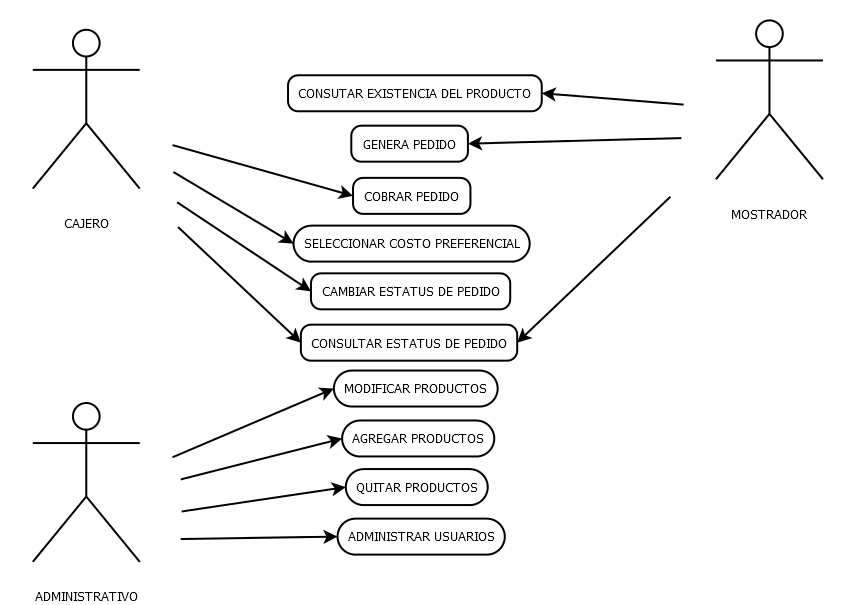 CONSUTAR EXISTENCIA DEL PRODUCTO
GENERA PEDIDO
COBRAR PEDIDO
CAJERO
MOSTRADOR
SELECCIONAR COSTO PREFERENCIAL
CAMBIAR ESTATUS DE PEDIDO
CONSULTAR ESTATUS DE PEDIDO
MODIFICAR PRODUCTOS
AGREGAR PRODUCTOS
QUITAR PRODUCTOS
ADMINISTRAR USUARIOS
ADMINISTRATIVO